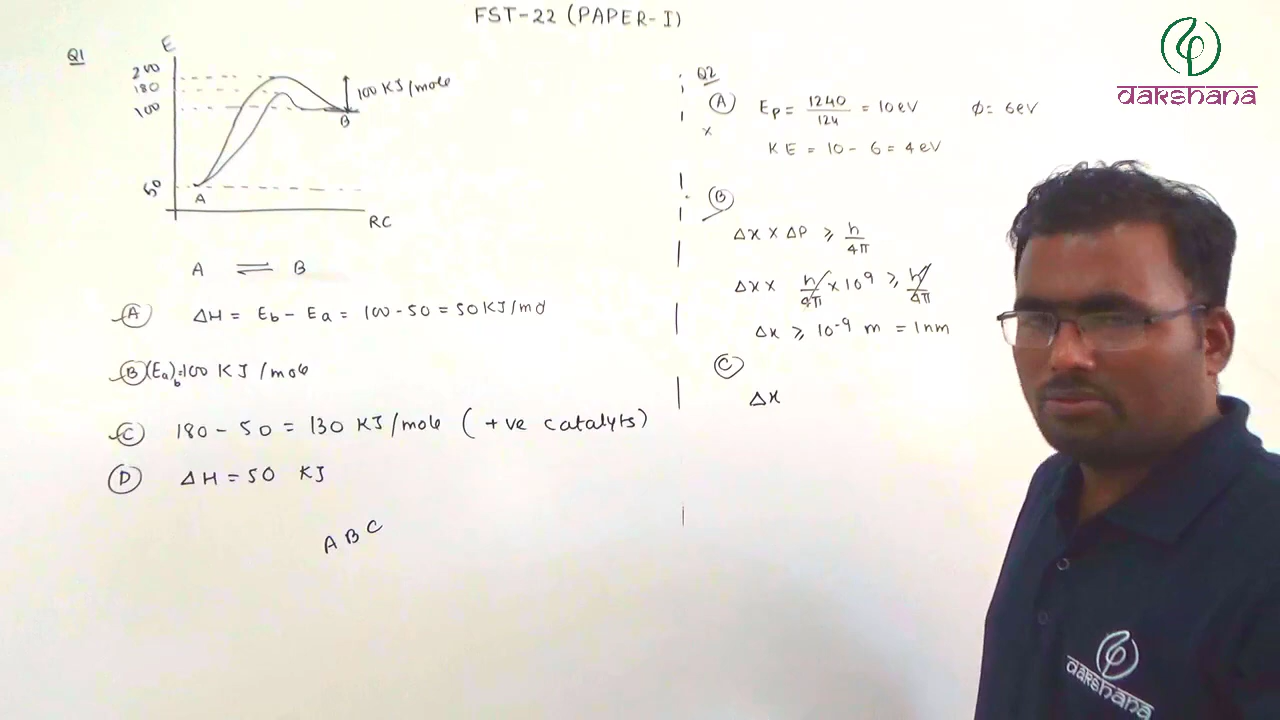 FST-22 (PAPER-I)
Q1
E
200
180
100
50
100 KJ/mole
B
A
RC
A ⇌ B
(A) ΔH = Eb - Ea = 100 - 50 = 50 KJ/mol
(B) (Ea)b = 100 KJ/mole
(C) 180 - 50 = 130 KJ/mole (+ve catalyts)
(D) ΔH = 50 KJ
A B C
Q2
(A) Ep = 1240/124 = 10 eV φ = 6eV
x
KE = 10 - 6 = 4 eV
(B)
Δx × ΔP ⩾ h/4π
Δx × h/4π × 10⁹ ⩾ h/4π
Δx ⩾ 10⁻⁹ m = 1nm
(C)
Δx
dakshana
dakshana